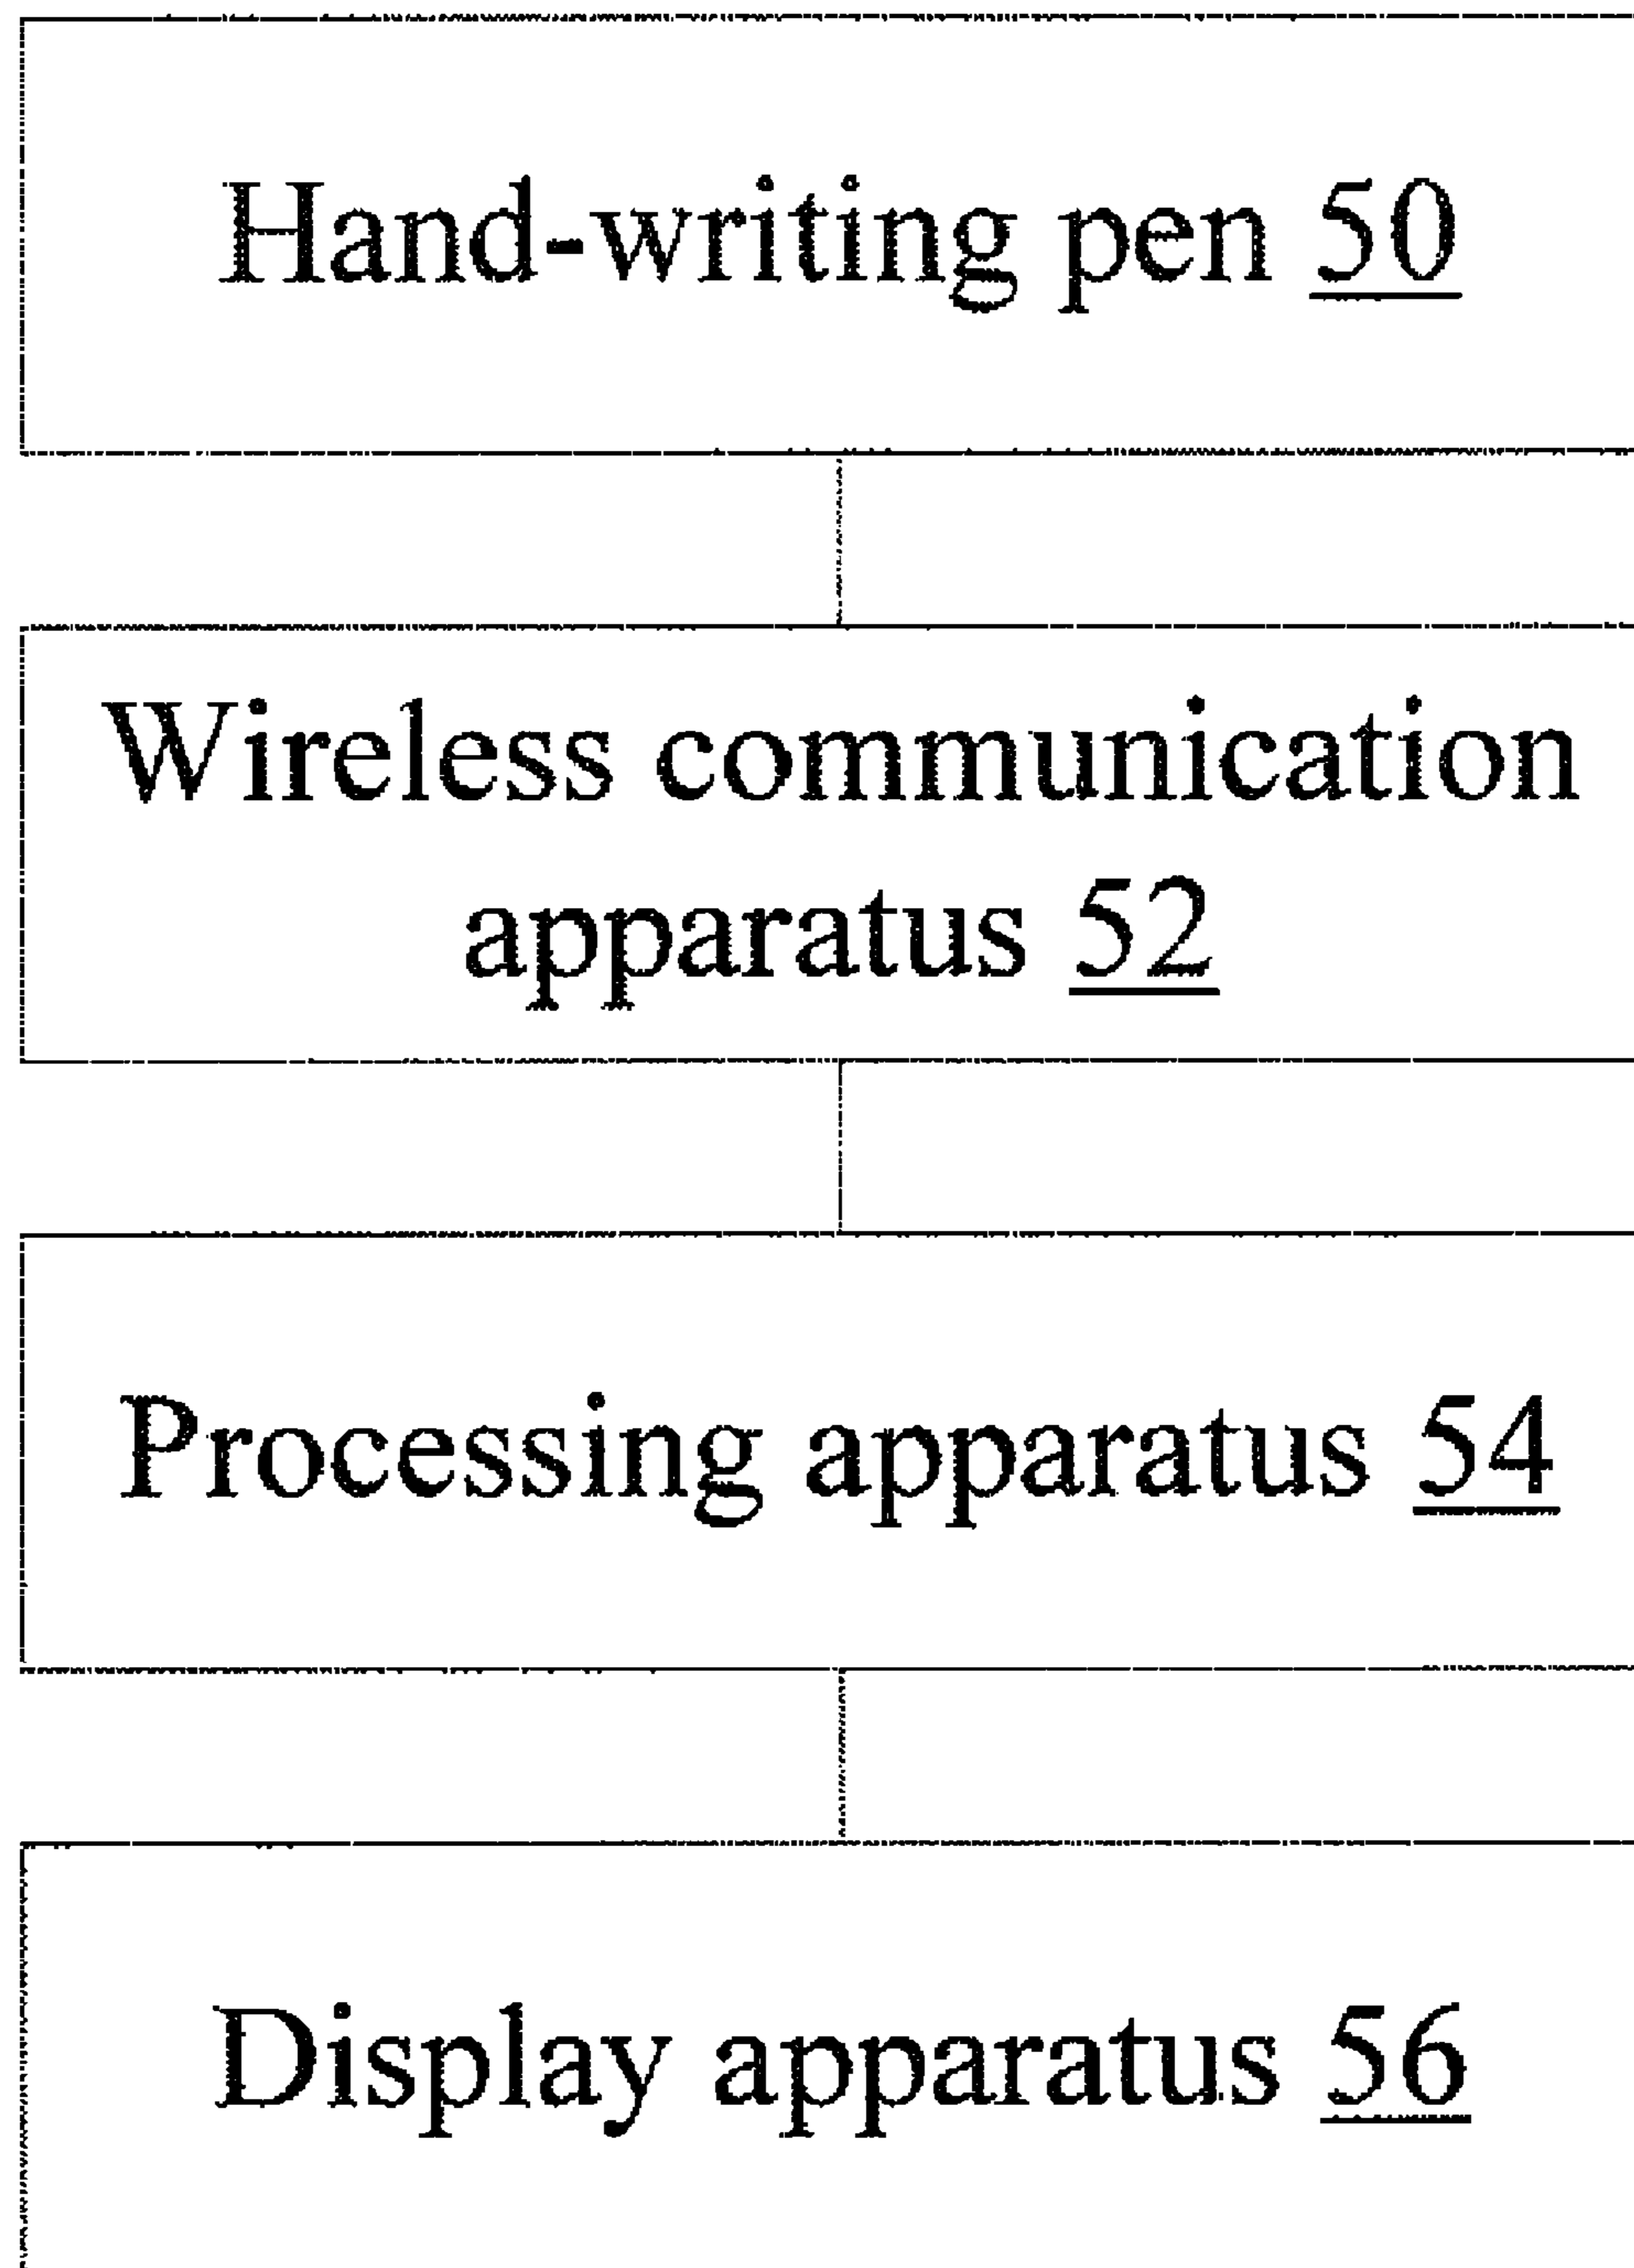 Hand-writing pen 50
Wireless communication
apparatus 52
Processing apparatus 54
Display apparatus 56